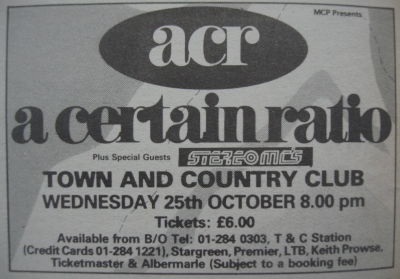 MCP Presents
acr
a certain ratio
Plus Special Guests STEREO MC'S
TOWN AND COUNTRY CLUB
WEDNESDAY 25th OCTOBER 8.00 pm
Tickets: £6.00
Available from B/O Tel: 01-284 0303, T & C Station
(Credit Cards 01-284 1221), Stargreen, Premier, LTB, Keith Prowse,
Ticketmaster & Albermarle (Subject to a booking fee)